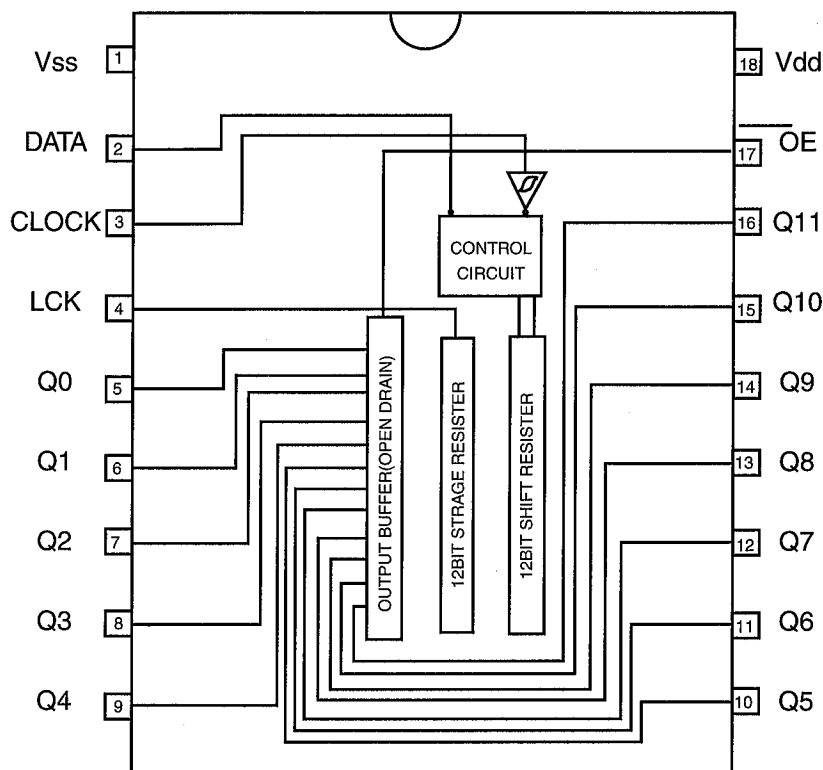 Vss 1
18 Vdd
DATA 2
17 OE
CLOCK 3
16 Q11
CONTROL
CIRCUIT
LCK 4
15 Q10
Q0 5
14 Q9
Q1 6
13 Q8
Q2 7
12 Q7
Q3 8
11 Q6
Q4 9
10 Q5
OUTPUT BUFFER(OPEN DRAIN)
12BIT STRAGE RESISTER
12BIT SHIFT RESISTER